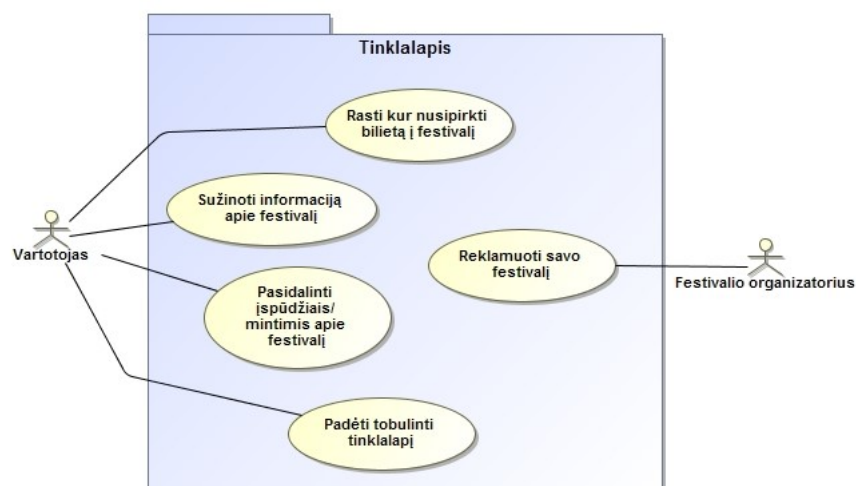 Tinklalapis
Rasti kur nusipirkti
bilietą į festivalį
Sužinoti informaciją
apie festivalį
Vartotojas
Reklamuoti savo
festivalį
Festivalio organizatorius
Pasidalinti
įspūdžiais/
mintimis apie
festivalį
Padėti tobulinti
tinklalapį